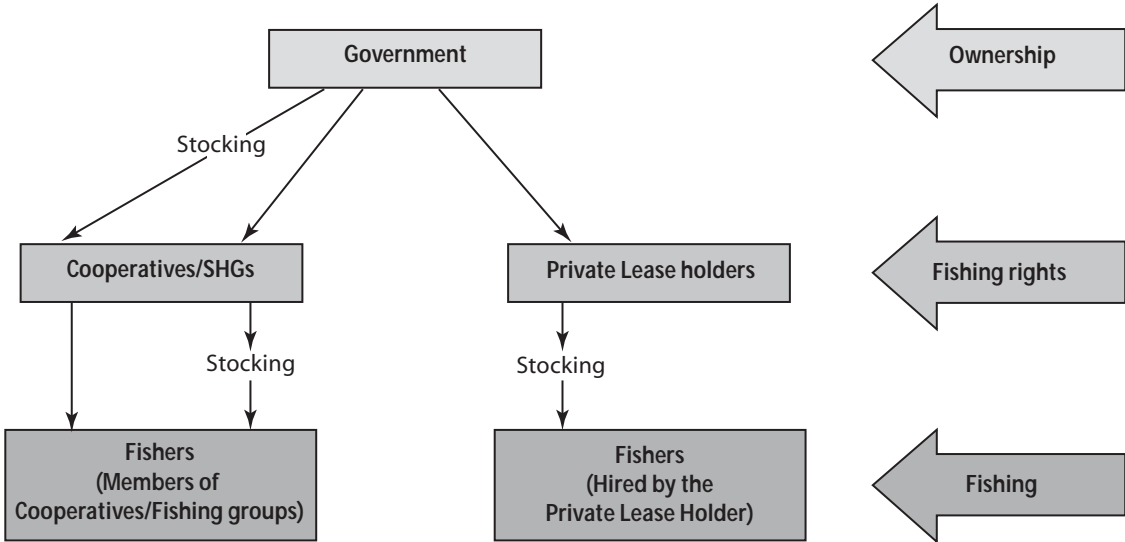 Government
Ownership
Stocking
Cooperatives/SHGs
Private Lease holders
Fishing rights
Stocking
Stocking
Fishers
(Members of
Cooperatives/Fishing groups)
Fishers
(Hired by the
Private Lease Holder)
Fishing